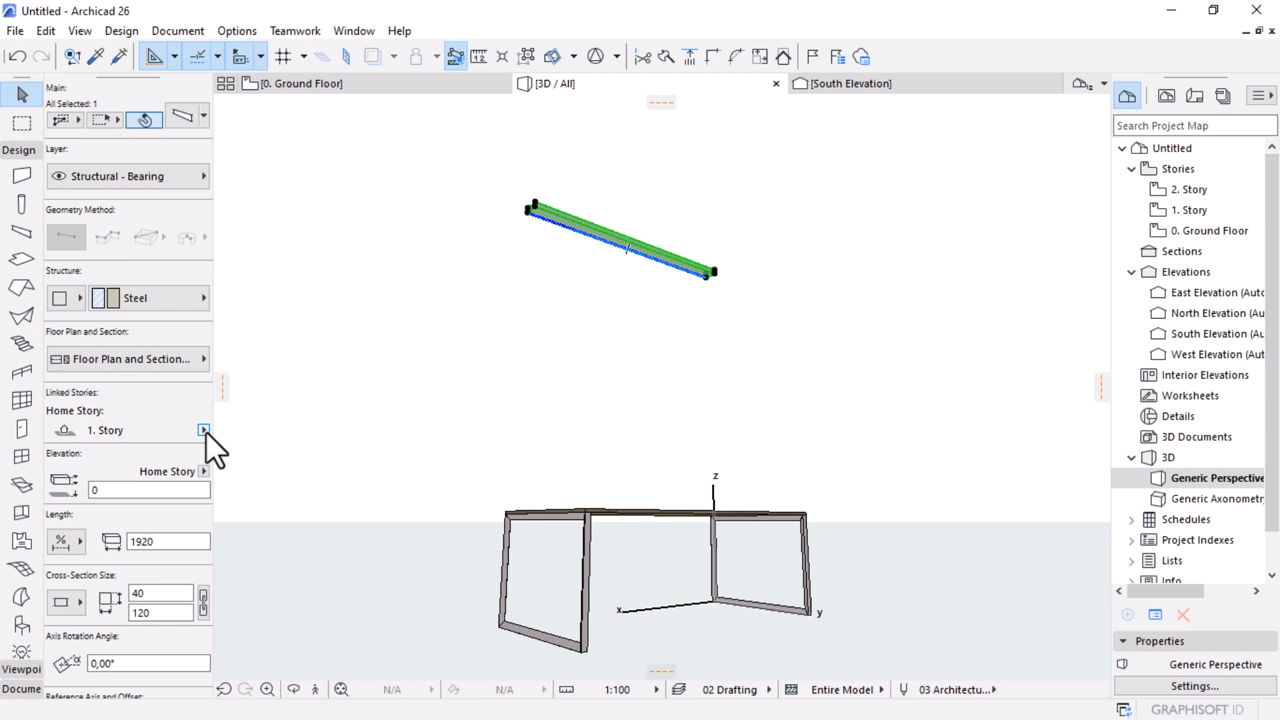 Untitled - Archicad 26
File Edit View Design Document Options Teamwork Window Help
Main:
All Selected: 1
[0. Ground Floor]
[3D / All]
[South Elevation]
Layer:
Structural - Bearing
Geometry Method:
Structure:
Steel
Floor Plan and Section:
Floor Plan and Section...
Linked Stories:
Home Story:
1. Story
Elevation:
Home Story
0
Length:
1920
Cross-Section Size:
40
120
Axis Rotation Angle:
0,00°
Design
Viewpoi
Docume
z
x
y
N/A
N/A
1:100
02 Drafting
Entire Model
03 Architectu...
Search Project Map
Untitled
Stories
2. Story
1. Story
0. Ground Floor
Sections
Elevations
East Elevation (Aut
North Elevation (Au
South Elevation (Au
West Elevation (Aut
Interior Elevations
Worksheets
Details
3D Documents
3D
Generic Perspective
Generic Axonometr
Schedules
Project Indexes
Lists
Info
Properties
Generic Perspective
Settings...
GRAPHISOFT ID